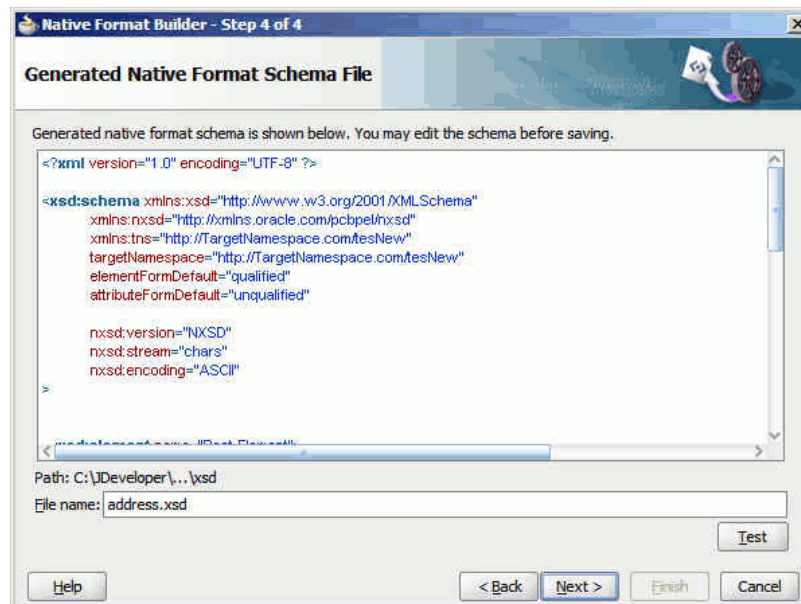 Native Format Builder - Step 4 of 4
Generated Native Format Schema File
Generated native format schema is shown below. You may edit the schema before saving.
<?xml version="1.0" encoding="UTF-8" ?>
<xsd:schema xmlns:xsd="http://www.w3.org/2001/XMLSchema"
xmlns:nxsd="http://xmlns.oracle.com/pcbpel/nxsd"
xmlns:tns="http://TargetNamespace.com/tesNew"
targetNamespace="http://TargetNamespace.com/tesNew"
elementFormDefault="qualified"
attributeFormDefault="unqualified"
nxsd:version="NXSD"
nxsd:stream="chars"
nxsd:encoding="ASCII"
>
Path: C:\JDeveloper\...\xsd
File name: address.xsd
Test
Help
< Back
Next >
Finish
Cancel